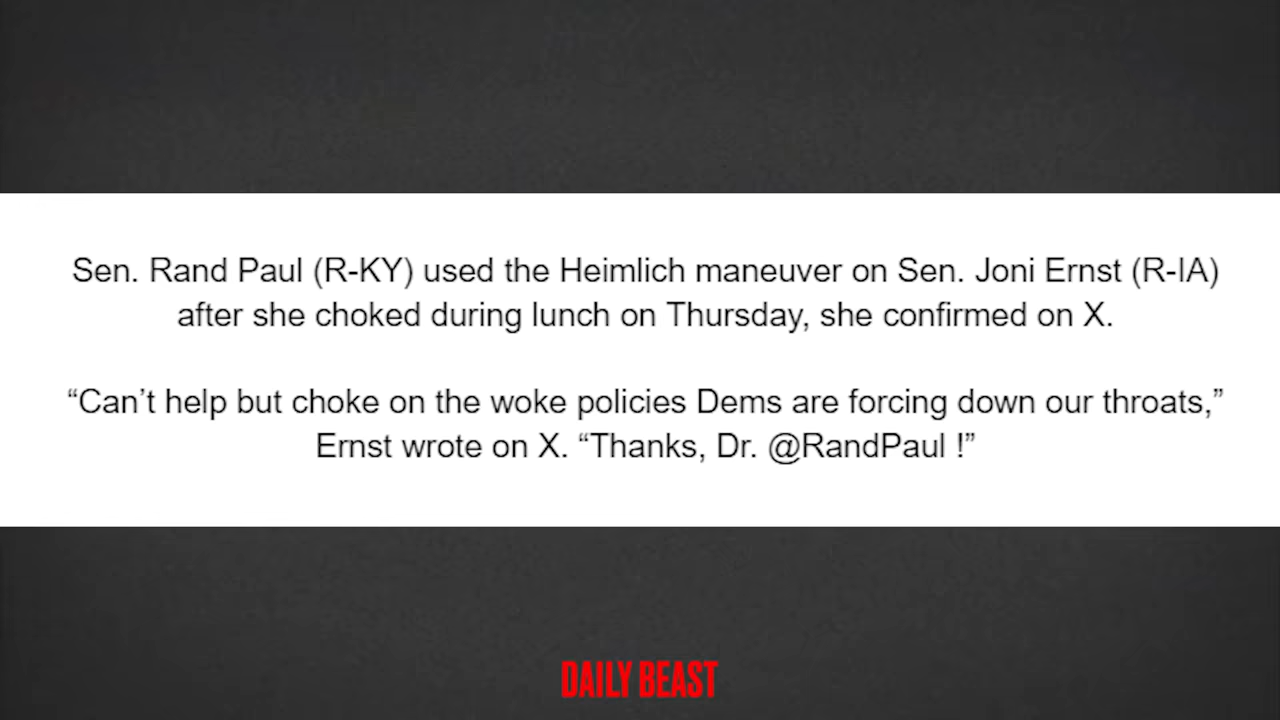 Sen. Rand Paul (R-KY) used the Heimlich maneuver on Sen. Joni Ernst (R-IA)
after she choked during lunch on Thursday, she confirmed on X.
“Can’t help but choke on the woke policies Dems are forcing down our throats,”
Ernst wrote on X. “Thanks, Dr. @RandPaul !”
DAILY BEAST